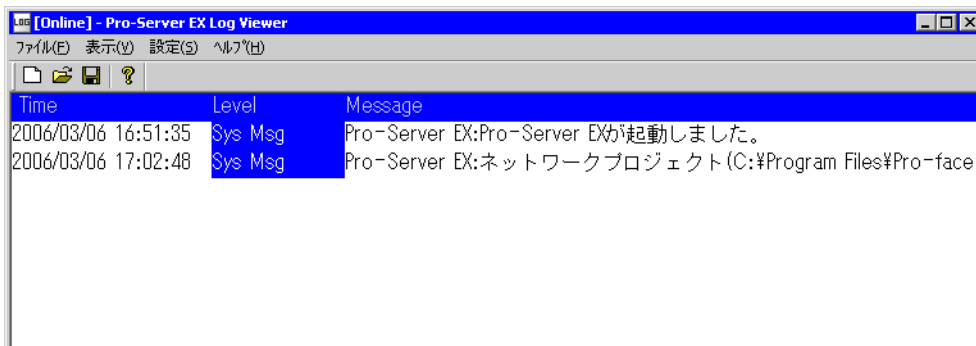 LOG [Online] - Pro-Server EX Log Viewer
ファイル(F) 表示(V) 設定(S) ヘルプ(H)
Time Level Message
2006/03/06 16:51:35 Sys Msg Pro-Server EX:Pro-Server EXが起動しました。
2006/03/06 17:02:48 Sys Msg Pro-Server EX:ネットワークプロジェクト(C:¥Program Files¥Pro-face